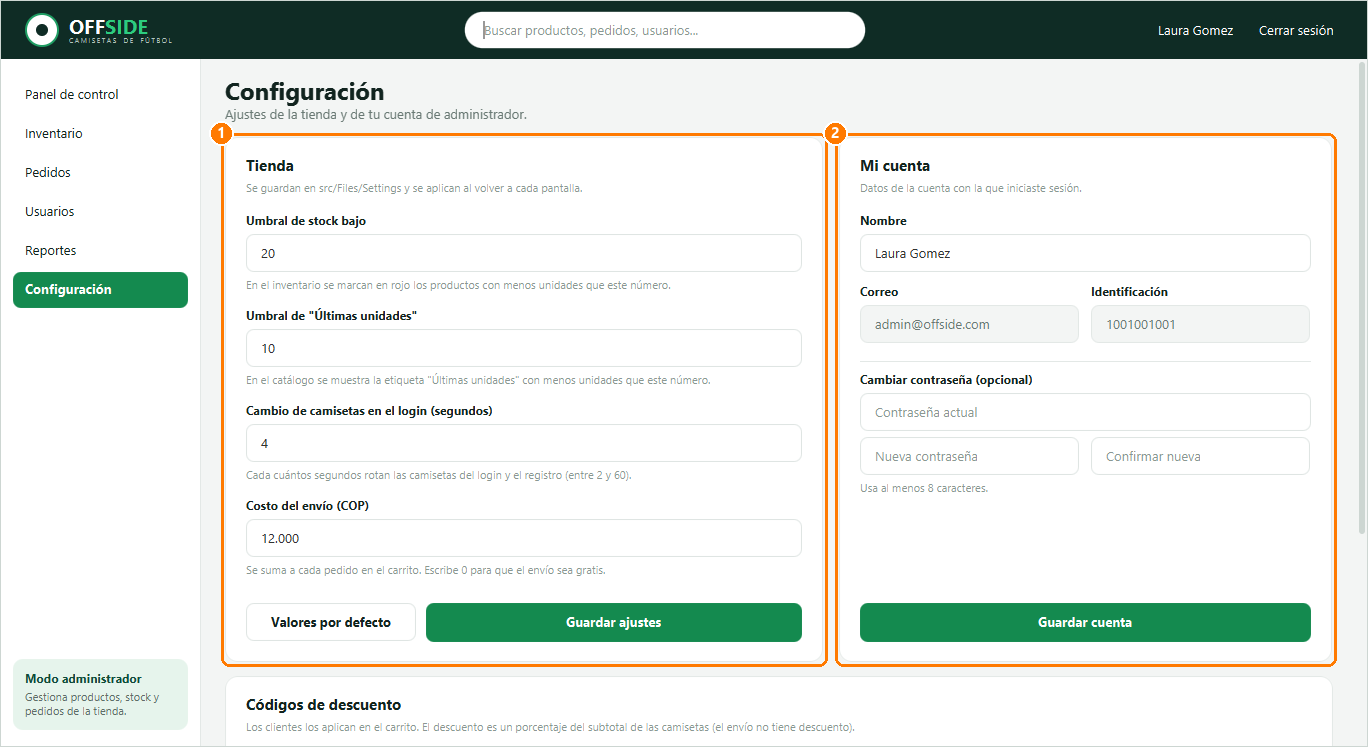 OFFSIDE
CAMISETAS DE FÚTBOL
Buscar productos, pedidos, usuarios...
Laura Gomez
Cerrar sesión
Panel de control
Inventario
Pedidos
Usuarios
Reportes
Configuración
Modo administrador
Gestiona productos, stock y
pedidos de la tienda.
Configuración
Ajustes de la tienda y de tu cuenta de administrador.
1
Tienda
Se guardan en src/Files/Settings y se aplican al volver a cada pantalla.
Umbral de stock bajo
20
En el inventario se marcan en rojo los productos con menos unidades que este número.
Umbral de "Últimas unidades"
10
En el catálogo se muestra la etiqueta "Últimas unidades" con menos unidades que este número.
Cambio de camisetas en el login (segundos)
4
Cada cuántos segundos rotan las camisetas del login y el registro (entre 2 y 60).
Costo del envío (COP)
12.000
Se suma a cada pedido en el carrito. Escribe 0 para que el envío sea gratis.
Valores por defecto
Guardar ajustes
2
Mi cuenta
Datos de la cuenta con la que iniciaste sesión.
Nombre
Laura Gomez
Correo
Identificación
admin@offside.com
1001001001
Cambiar contraseña (opcional)
Contraseña actual
Nueva contraseña
Confirmar nueva
Usa al menos 8 caracteres.
Guardar cuenta
Códigos de descuento
Los clientes los aplican en el carrito. El descuento es un porcentaje del subtotal de las camisetas (el envío no tiene descuento).